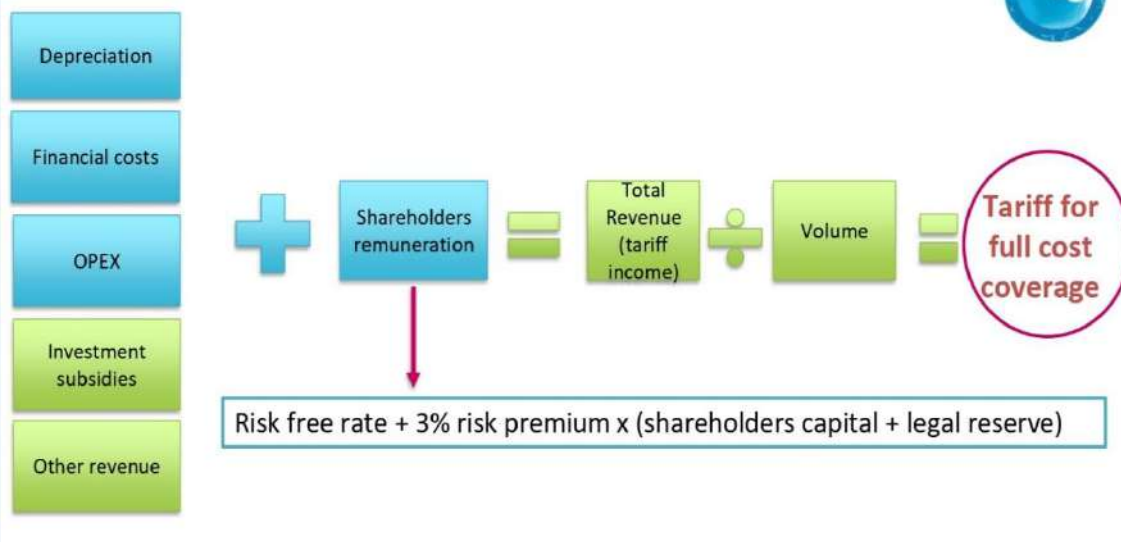 Depreciation
Financial costs
OPEX
Investment
subsidies
Other revenue
Shareholders
remuneration
Total
Revenue
(tariff
income)
Volume
Tariff for
full cost
coverage
Risk free rate + 3% risk premium x (shareholders capital + legal reserve)